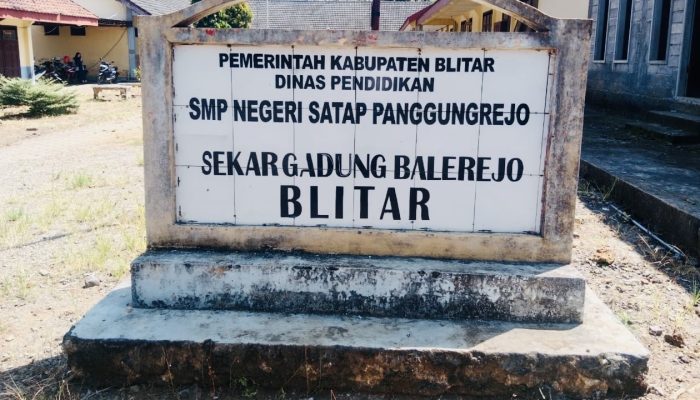 PEMERINTAH KABUPATEN BLITAR
DINAS PENDIDIKAN
SMP NEGERI SATAP PANGGUNGREJO
SEKAR GADUNG BALEREJO
BLITAR